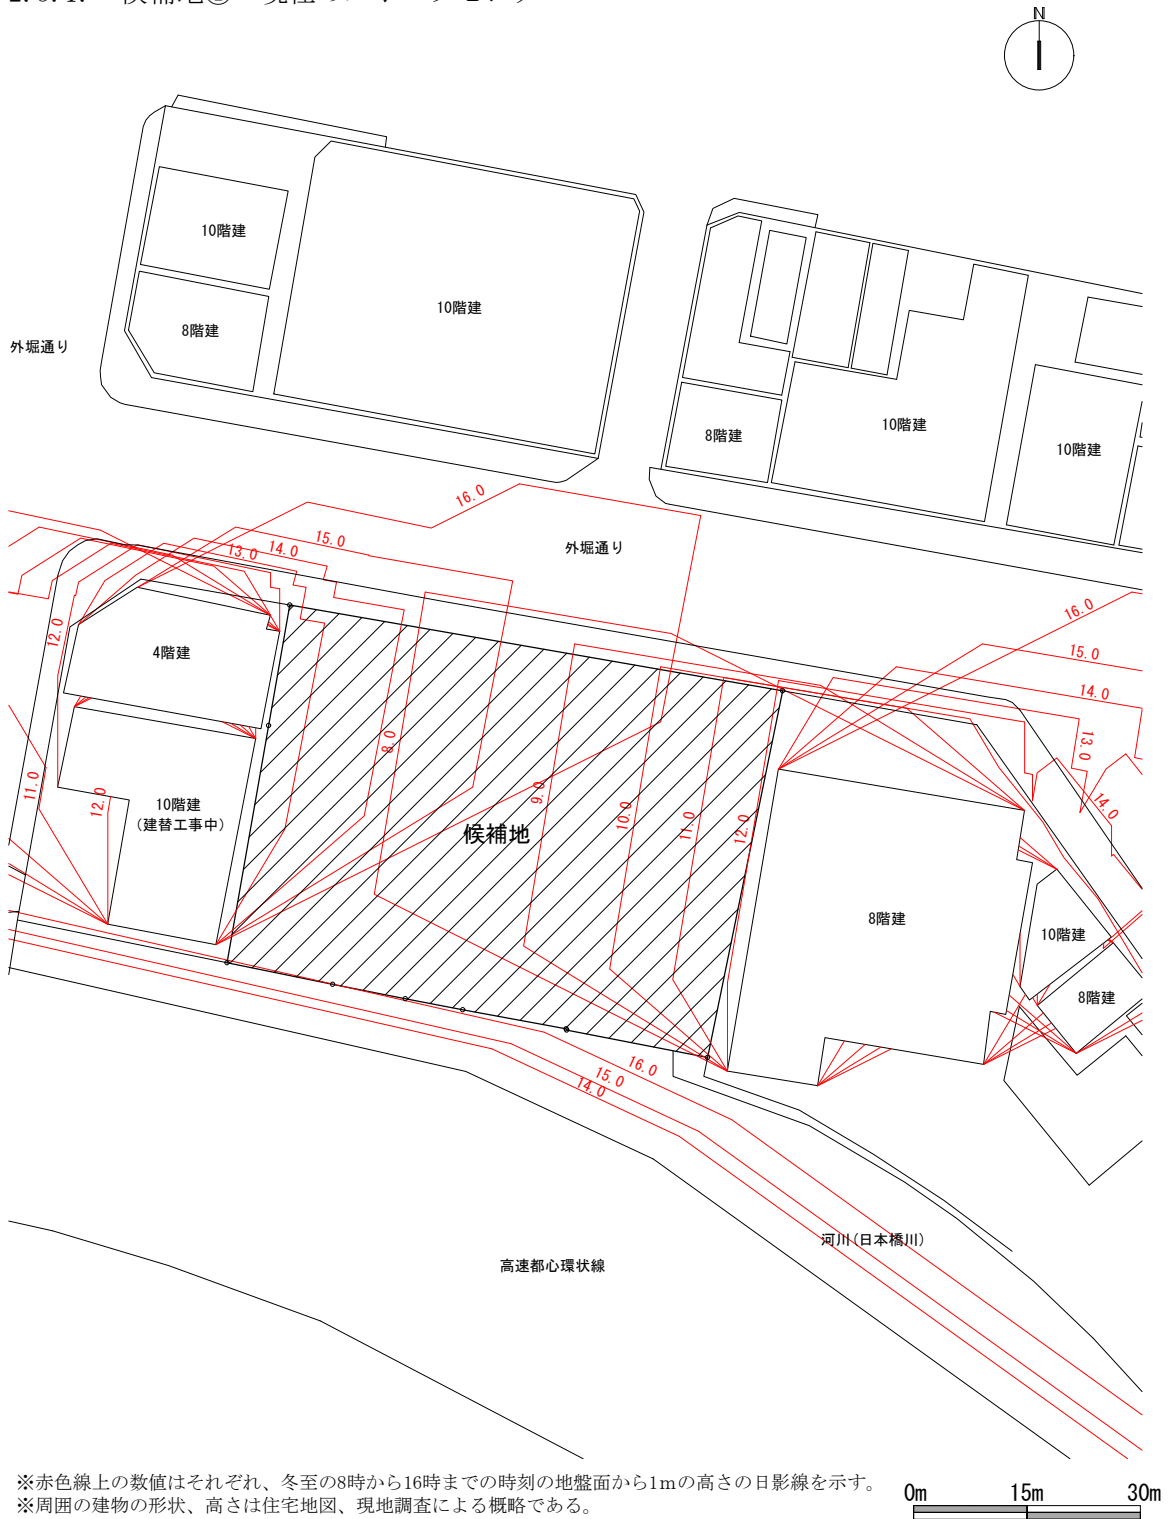 N
10階建
8階建
10階建
外堀通り
8階建
10階建
10階建
16.0
15.0
14.0
13.0
外堀通り
12.0
4階建
16.0
15.0
14.0
13.0
14.0
8.0
9.0
10.0
11.0
12.0
11.0
12.0
10階建
(建替工事中)
候補地
8階建
10階建
8階建
16.0
15.0
14.0
河川(日本橋川)
高速都心環状線
※赤色線上の数値はそれぞれ、冬至の8時から16時までの時刻の地盤面から1mの高さの日影線を示す。
※周囲の建物の形状、高さは住宅地図、現地調査による概略である。
0m 15m 30m